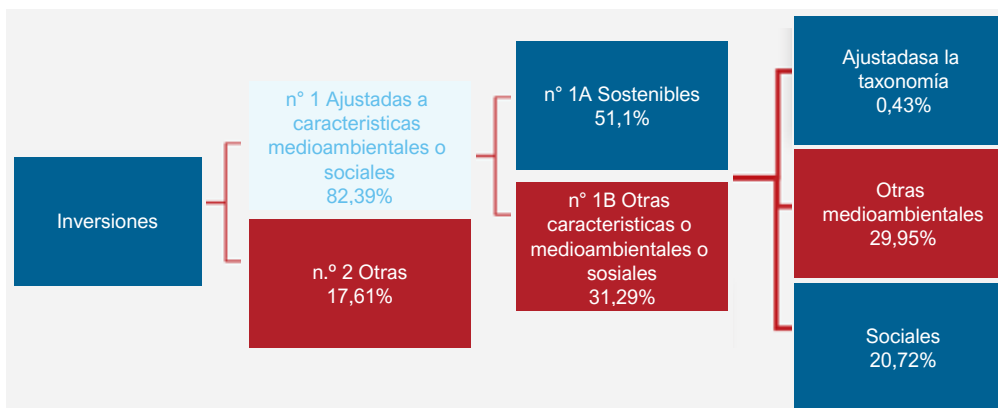 Inversiones
n° 1 Ajustadas a
caracteristicas
medioambientales o
sociales
82,39%
n.º 2 Otras
17,61%
n° 1A Sostenibles
51,1%
n° 1B Otras
caracteristicas o
medioambientales o
sosiales
31,29%
Ajustadasa la
taxonomía
0,43%
Otras
medioambientales
29,95%
Sociales
20,72%